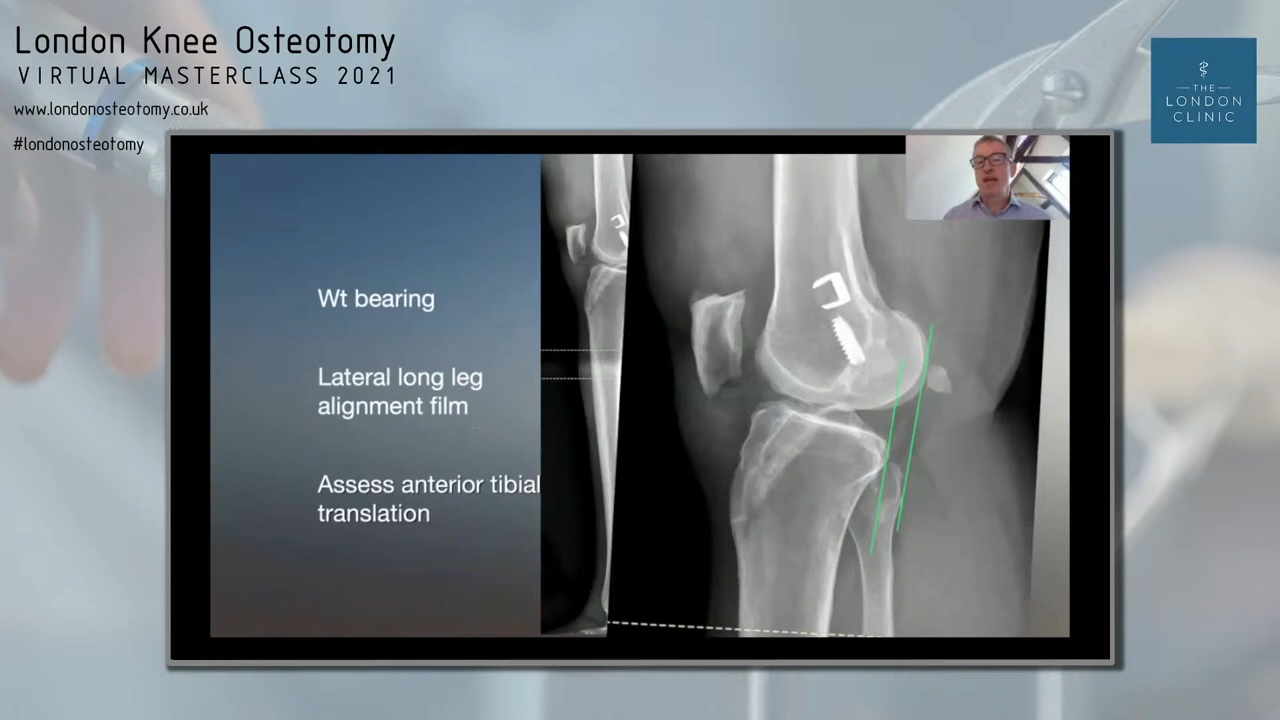 London Knee Osteotomy
VIRTUAL MASTERCLASS 2021
www.londonosteotomy.co.uk
#londonosteotomy
THE
LONDON
CLINIC
Wt bearing
Lateral long leg
alignment film
Assess anterior tibial
translation